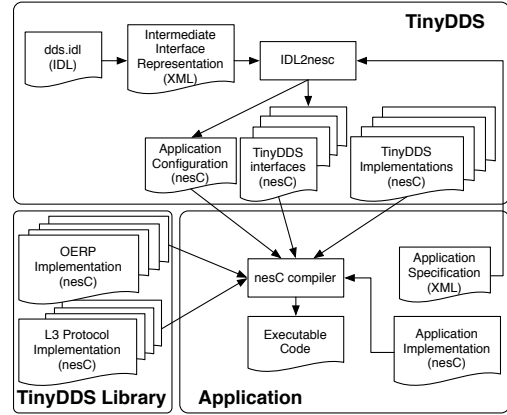 TinyDDS
dds.idl
(IDL)
Intermediate
Interface
Representation
(XML)
IDL2nesc
Application
Configuration
(nesC)
TinyDDS
interfaces
(nesC)
TinyDDS
Implementations
(nesC)
OERP
Implementation
(nesC)
L3 Protocol
Implementation
(nesC)
TinyDDS Library
nesC compiler
Executable
Code
Application
Specification
(XML)
Application
Implementation
(nesC)
Application